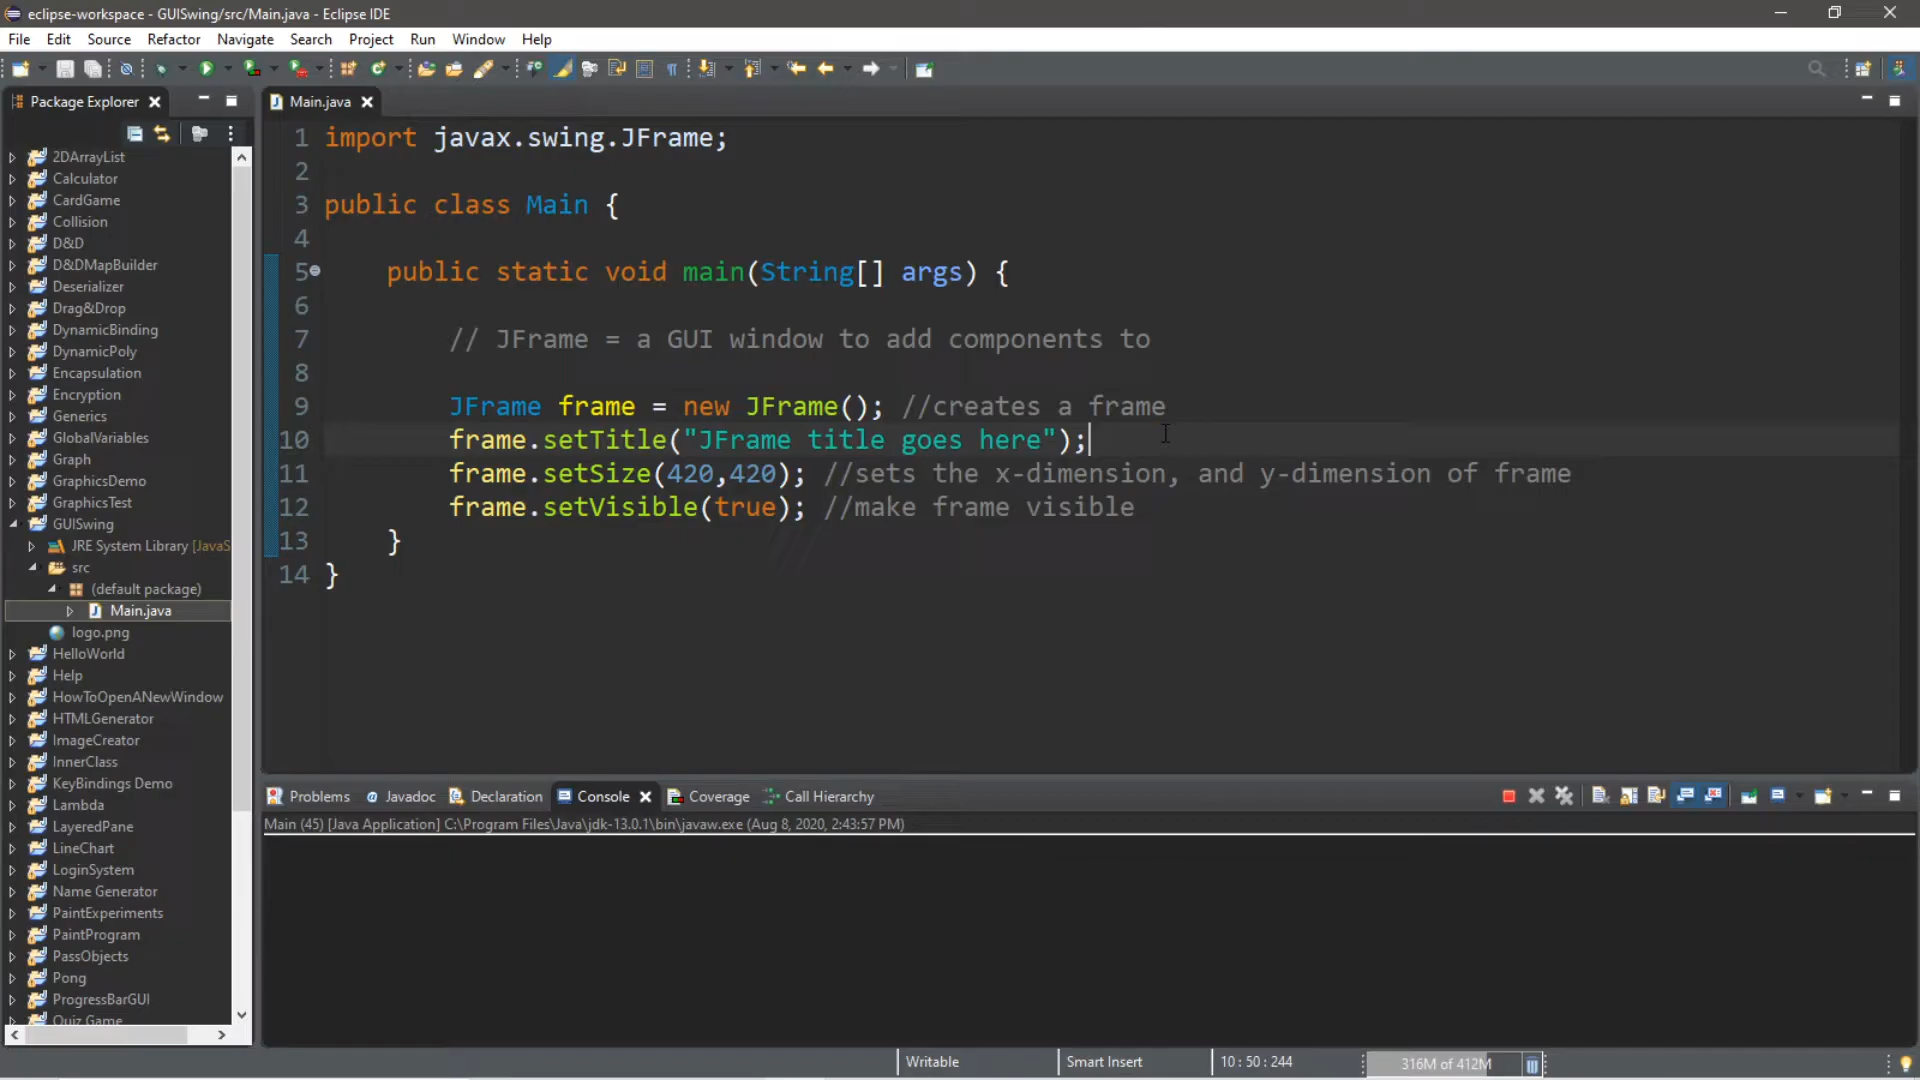 eclipse-workspace - GUISwing/src/Main.java - Eclipse IDE
File Edit Source Refactor Navigate Search Project Run Window Help
Package Explorer
Main.java
2DArrayList
Calculator
CardGame
Collision
D&D
D&DMapBuilder
Deserializer
Drag&Drop
DynamicBinding
DynamicPoly
Encapsulation
Encryption
Generics
GlobalVariables
Graph
GraphicsDemo
GraphicsTest
GUISwing
JRE System Library [JavaS
src
(default package)
Main.java
logo.png
HelloWorld
Help
HowToOpenANewWindow
HTMLGenerator
ImageCreator
InnerClass
KeyBindings Demo
Lambda
LayeredPane
LineChart
LoginSystem
Name Generator
PaintExperiments
PaintProgram
PassObjects
Pong
ProgressBarGUI
Quiz Game
1 import javax.swing.JFrame;
2
3 public class Main {
4
5 public static void main(String[] args) {
6
7 // JFrame = a GUI window to add components to
8
9 JFrame frame = new JFrame(); //creates a frame
10 frame.setTitle("JFrame title goes here");
11 frame.setSize(420,420); //sets the x-dimension, and y-dimension of frame
12 frame.setVisible(true); //make frame visible
13 }
14 }
Problems Javadoc Declaration Console Coverage Call Hierarchy
Main (45) [Java Application] C:\Program Files\Java\jdk-13.0.1\bin\javaw.exe (Aug 8, 2020, 2:43:57 PM)
Writable Smart Insert 10 : 50 : 244 316M of 412M